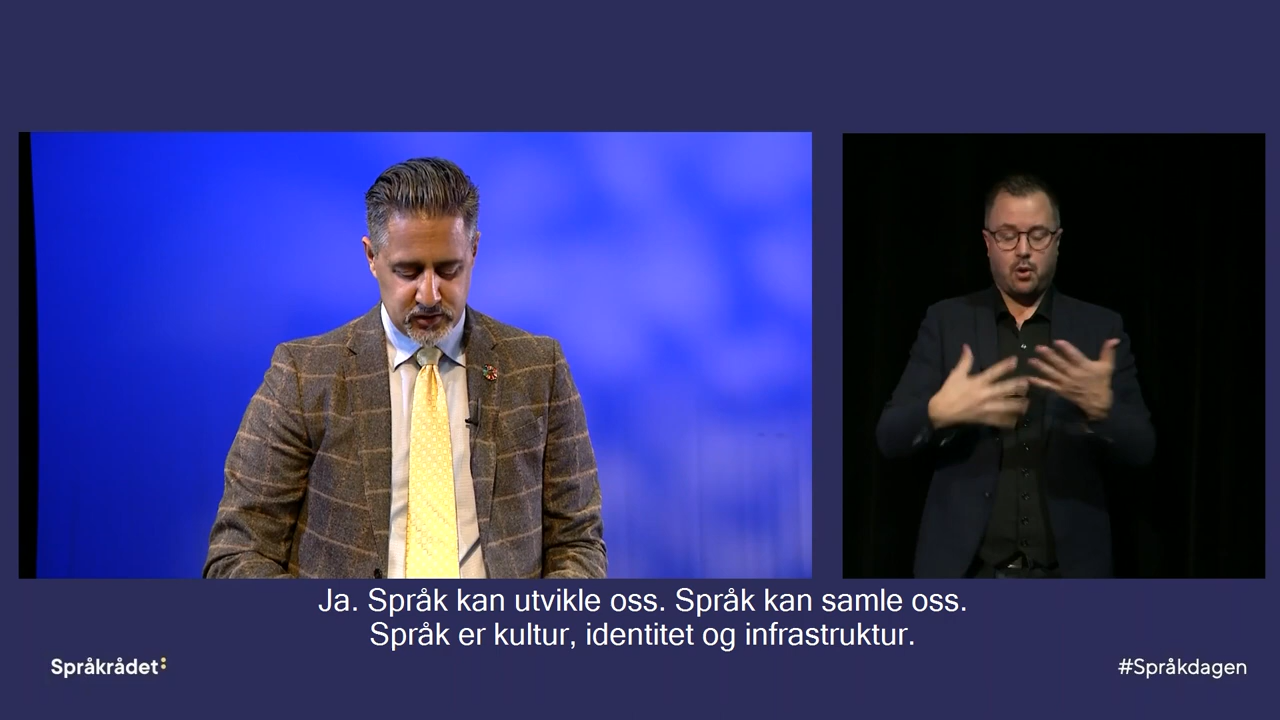 Ja. Språk kan utvikle oss. Språk kan samle oss.
Språk er kultur, identitet og infrastruktur.
Språkrådet:
#Språkdagen